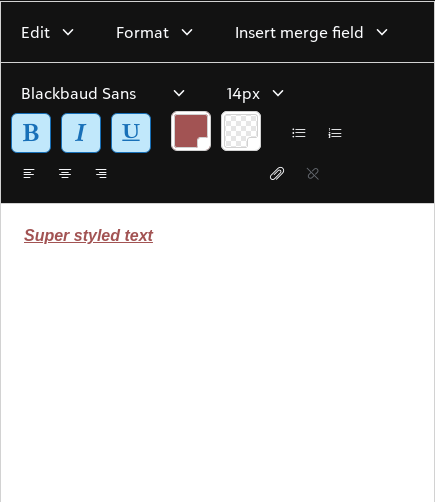 Edit Format Insert merge field
Blackbaud Sans 14px
B I U
Super styled text